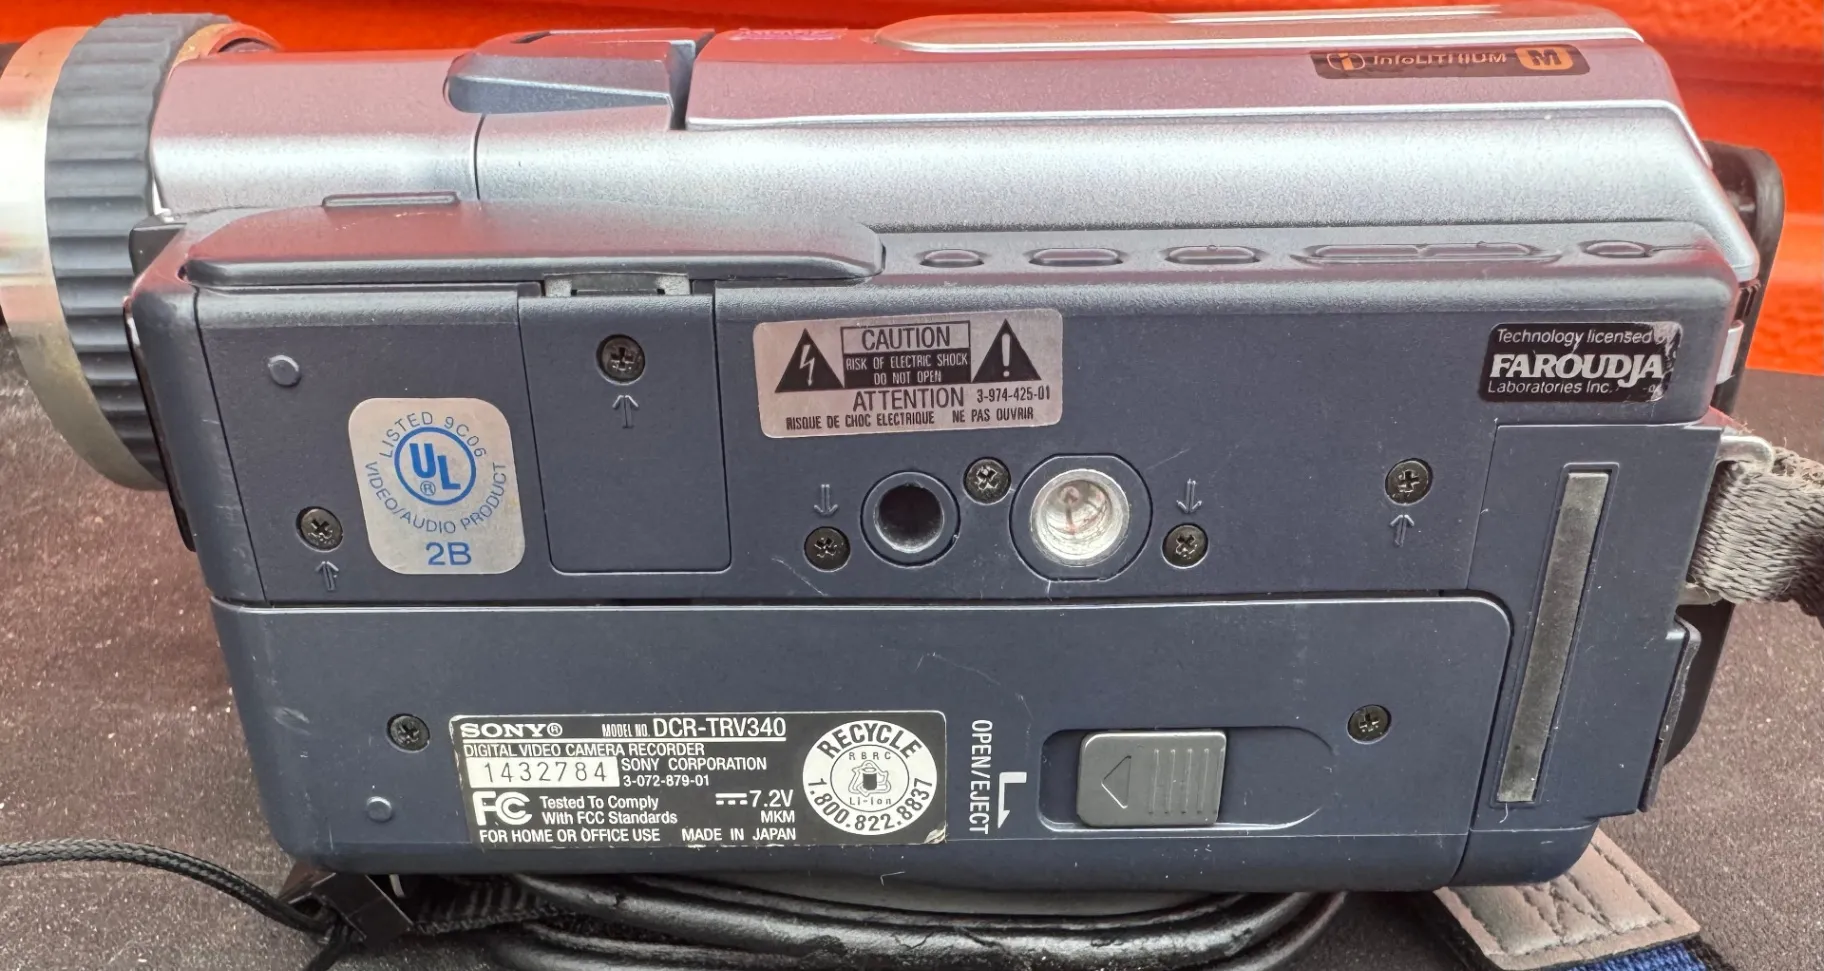 InfoLITHIUM M
CAUTION
RISK OF ELECTRIC SHOCK
DO NOT OPEN
ATTENTION 3-974-425-01
RISQUE DE CHOC ELECTRIQUE NE PAS OUVRIR
Technology licensed by
FAROUDJA
Laboratories Inc.
LISTED 9C06
UL®
VIDEO/AUDIO PRODUCT
2B
SONY® MODEL NO. DCR-TRV340
DIGITAL VIDEO CAMERA RECORDER
1432784 SONY CORPORATION
3-072-879-01
FC Tested To Comply
With FCC Standards
7.2V
MKM
FOR HOME OR OFFICE USE MADE IN JAPAN
RECYCLE
RBRC
Li-ion
1.800.822.8837
OPEN/EJECT